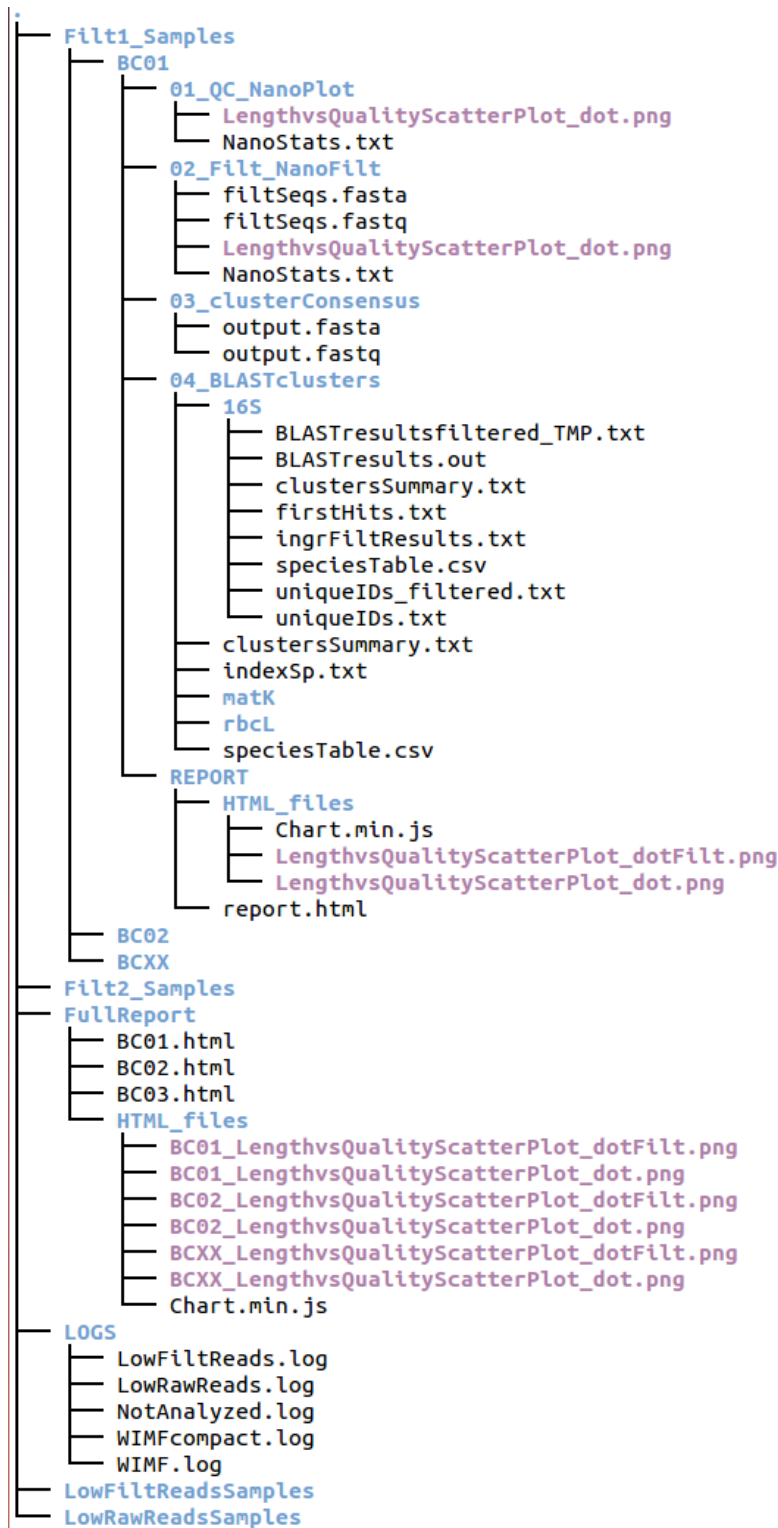 .
Filt1_Samples
BC01
01_QC_NanoPlot
LengthvsQualityScatterPlot_dot.png
NanoStats.txt
02_Filt_NanoFilt
filtSeqs.fasta
filtSeqs.fastq
LengthvsQualityScatterPlot_dot.png
NanoStats.txt
03_clusterConsensus
output.fasta
output.fastq
04_BLASTclusters
16S
BLASTresultsfiltered_TMP.txt
BLASTresults.out
clustersSummary.txt
firstHits.txt
ingrFiltResults.txt
speciesTable.csv
uniqueIDs_filtered.txt
uniqueIDs.txt
clustersSummary.txt
indexSp.txt
matK
rbcL
speciesTable.csv
REPORT
HTML_files
Chart.min.js
LengthvsQualityScatterPlot_dotFilt.png
LengthvsQualityScatterPlot_dot.png
report.html
BC02
BCXX
Filt2_Samples
FullReport
BC01.html
BC02.html
BC03.html
HTML_files
BC01_LengthvsQualityScatterPlot_dotFilt.png
BC01_LengthvsQualityScatterPlot_dot.png
BC02_LengthvsQualityScatterPlot_dotFilt.png
BC02_LengthvsQualityScatterPlot_dot.png
BCXX_LengthvsQualityScatterPlot_dotFilt.png
BCXX_LengthvsQualityScatterPlot_dot.png
Chart.min.js
LOGS
LowFiltReads.log
LowRawReads.log
NotAnalyzed.log
WIMFcompact.log
WIMF.log
LowFiltReadsSamples
LowRawReadsSamples